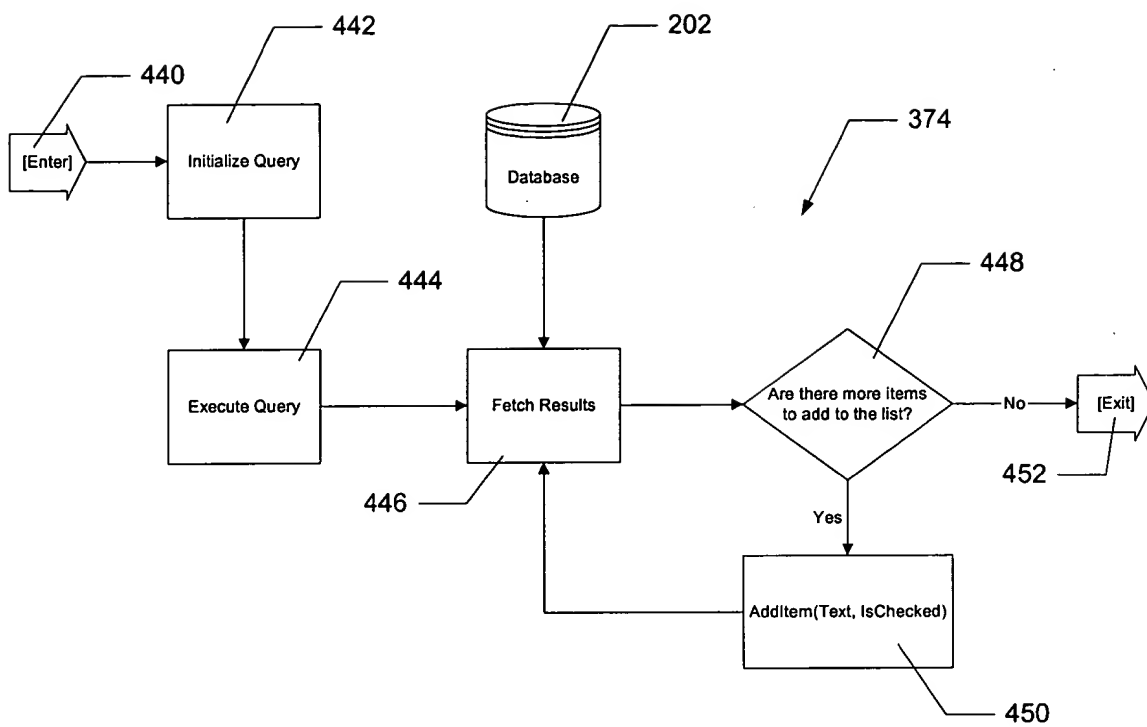 442
202
440
374
[Enter]
Initialize Query
Database
444
448
Execute Query
Fetch Results
Are there more items
to add to the list?
No
[Exit]
446
452
Yes
AddItem(Text, IsChecked)
450